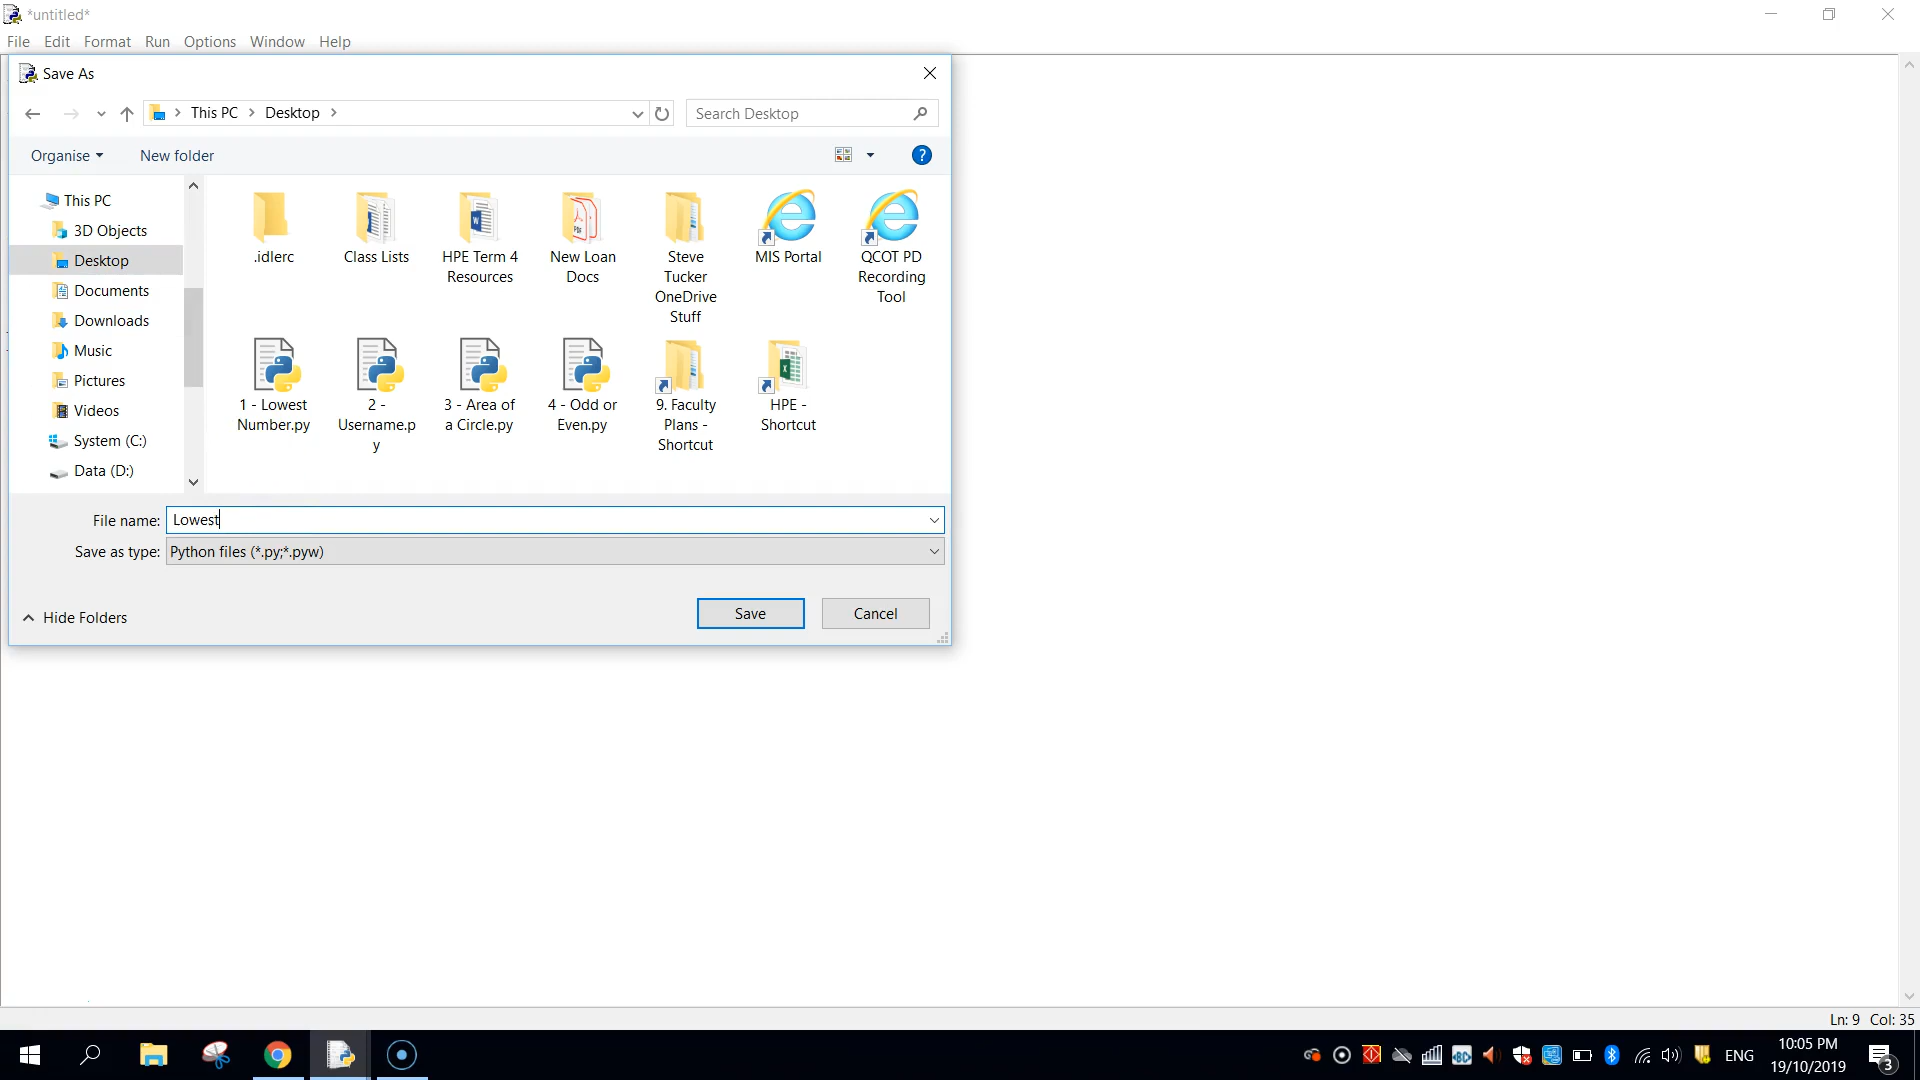 *untitled*
File Edit Format Run Options Window Help
Save As
This PC Desktop
Search Desktop
Organise New folder
?
This PC
3D Objects
Desktop
Documents
Downloads
Music
Pictures
Videos
System (C:)
Data (D:)
.idlerc
Class Lists
HPE Term 4
Resources
New Loan
Docs
Steve
Tucker
OneDrive
Stuff
MIS Portal
QCOT PD
Recording
Tool
1 - Lowest
Number.py
2 -
Username.p
y
3 - Area of
a Circle.py
4 - Odd or
Even.py
9. Faculty
Plans -
Shortcut
HPE -
Shortcut
File name: Lowest
Save as type: Python files (*.py;*.pyw)
Hide Folders
Save
Cancel
Ln: 9 Col: 35
ENG
10:05 PM
19/10/2019
3